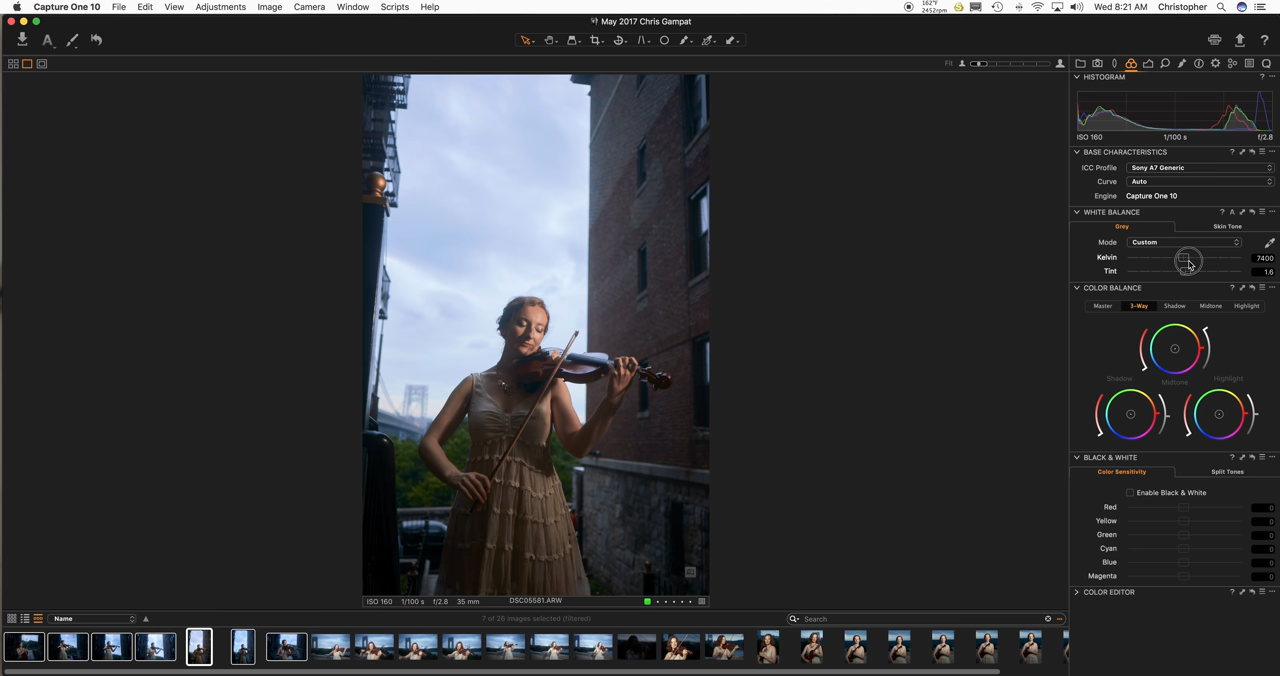 Capture One 10 File Edit View Adjustments Image Camera Window Scripts Help 162°F 2452rpm Wed 8:21 AM Christopher
May 2017 Chris Gampat
Fit
HISTOGRAM
ISO 160 1/100 s f/2.8
BASE CHARACTERISTICS
ICC Profile Sony A7 Generic
Curve Auto
Engine Capture One 10
WHITE BALANCE
Grey Skin Tone
Mode Custom
Kelvin 7400
Tint 1.6
COLOR BALANCE
Master 3-Way Shadow Midtone Highlight
Shadow Midtone Highlight
BLACK & WHITE
Color Sensitivity Split Tones
Enable Black & White
Red 0
Yellow 0
Green 0
Cyan 0
Blue 0
Magenta 0
COLOR EDITOR
ISO 160 1/100 s f/2.8 35 mm DSC05581.ARW
Name 7 of 26 images selected (filtered) Search